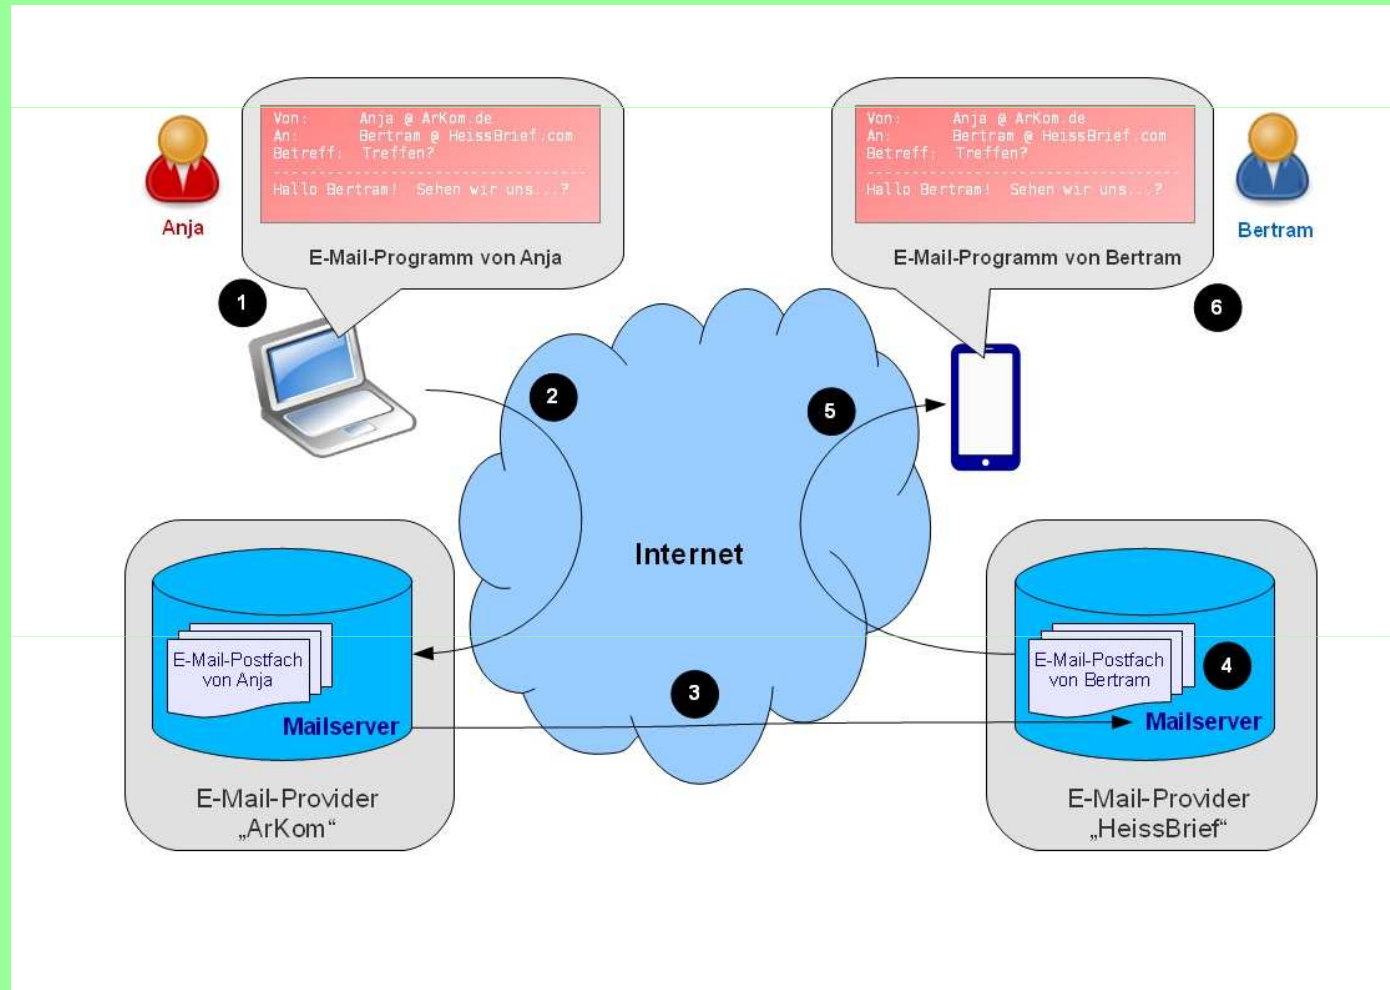 Von: Anja @ ArKom.de
An: Bertram @ HeissBrief.com
Betreff: Treffen?
--------------------------------------
Hallo Bertram! Sehen wir uns...?
E-Mail-Programm von Anja
Anja
1
Von: Anja @ ArKom.de
An: Bertram @ HeissBrief.com
Betreff: Treffen?
--------------------------------------
Hallo Bertram! Sehen wir uns...?
E-Mail-Programm von Bertram
Bertram
6
2
5
Internet
E-Mail-Postfach
von Anja
Mailserver
E-Mail-Provider
„ArKom“
3
E-Mail-Postfach
von Bertram
4
Mailserver
E-Mail-Provider
„HeissBrief“